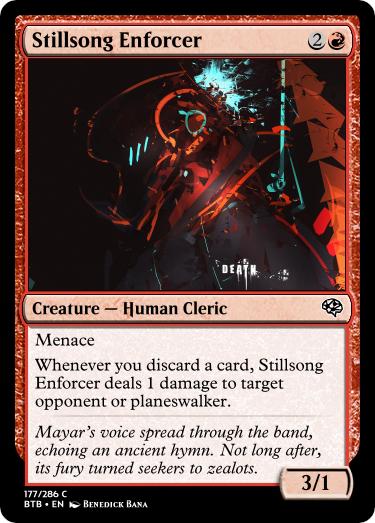 Stillsong Enforcer 2
DEATH
Creature — Human Cleric
Menace
Whenever you discard a card, Stillsong
Enforcer deals 1 damage to target
opponent or planeswalker.
Mayar's voice spread through the band,
echoing an ancient hymn. Not long after,
its fury turned seekers to zealots.
3/1
177/286 C
BTB • EN Benedick Bana